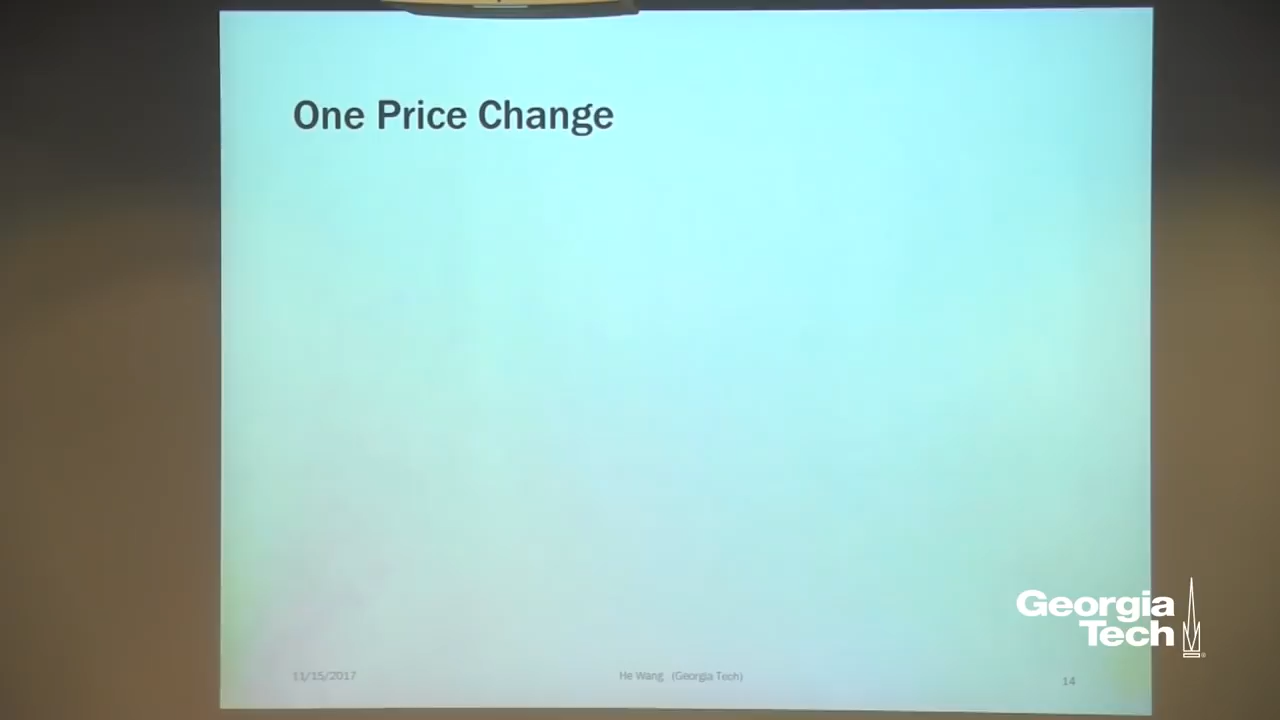 One Price Change
Georgia
Tech
11/15/2017
He Wang (Georgia Tech)
14